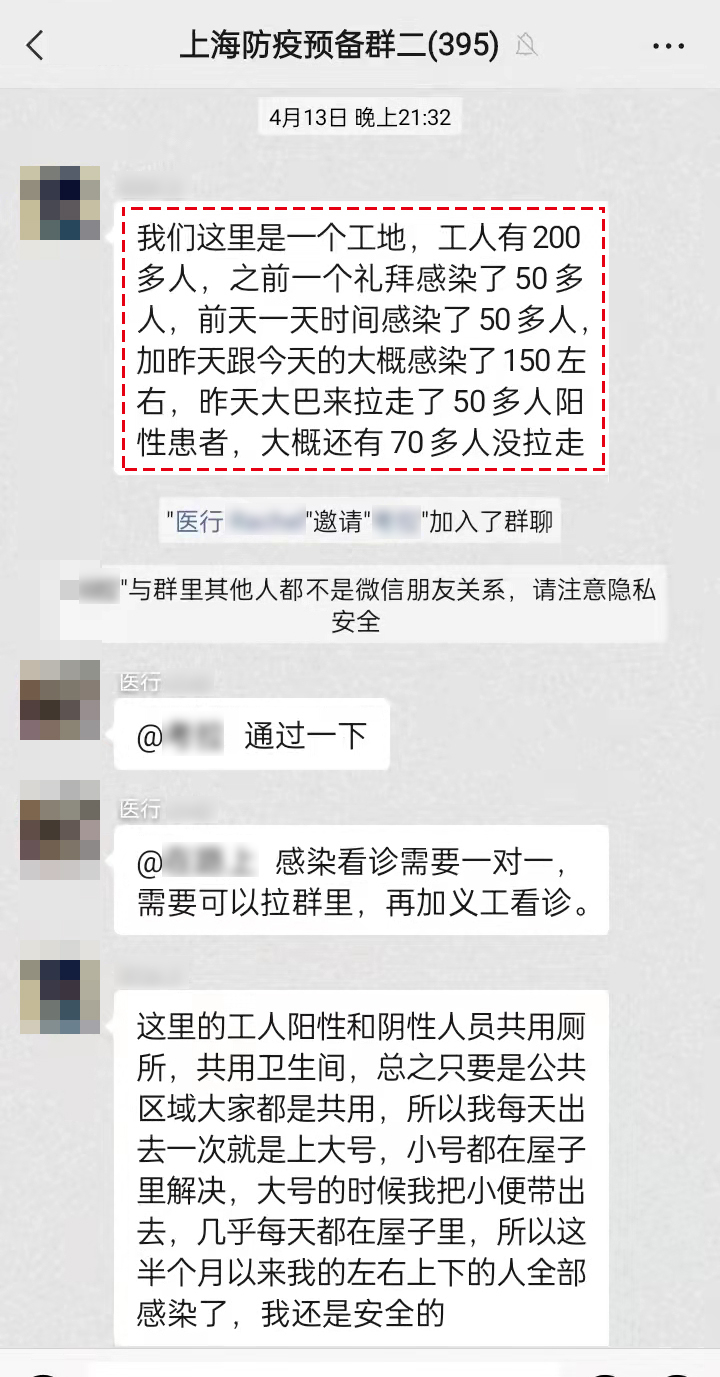 上海防疫预备群二(395)
4月13日 晚上21:32
我们这里是一个工地，工人有200
多人，之前一个礼拜感染了50多
人，前天一天时间感染了50多人，
加昨天跟今天的大概感染了150左
右，昨天大巴来拉走了50多人阳
性患者，大概还有70多人没拉走
"医行 "邀请" "加入了群聊
"与群里其他人都不是微信朋友关系，请注意隐私
安全
医行
@ 通过一下
医行
@ 感染看诊需要一对一，
需要可以拉群里，再加义工看诊。
这里的工人阳性和阴性人员共用厕
所，共用卫生间，总之只要是公共
区域大家都是共用，所以我每天出
去一次就是上大号，小号都在屋子
里解决，大号的时候我把小便带出
去，几乎每天都在屋子里，所以这
半个月以来我的左右上下的人全部
感染了，我还是安全的